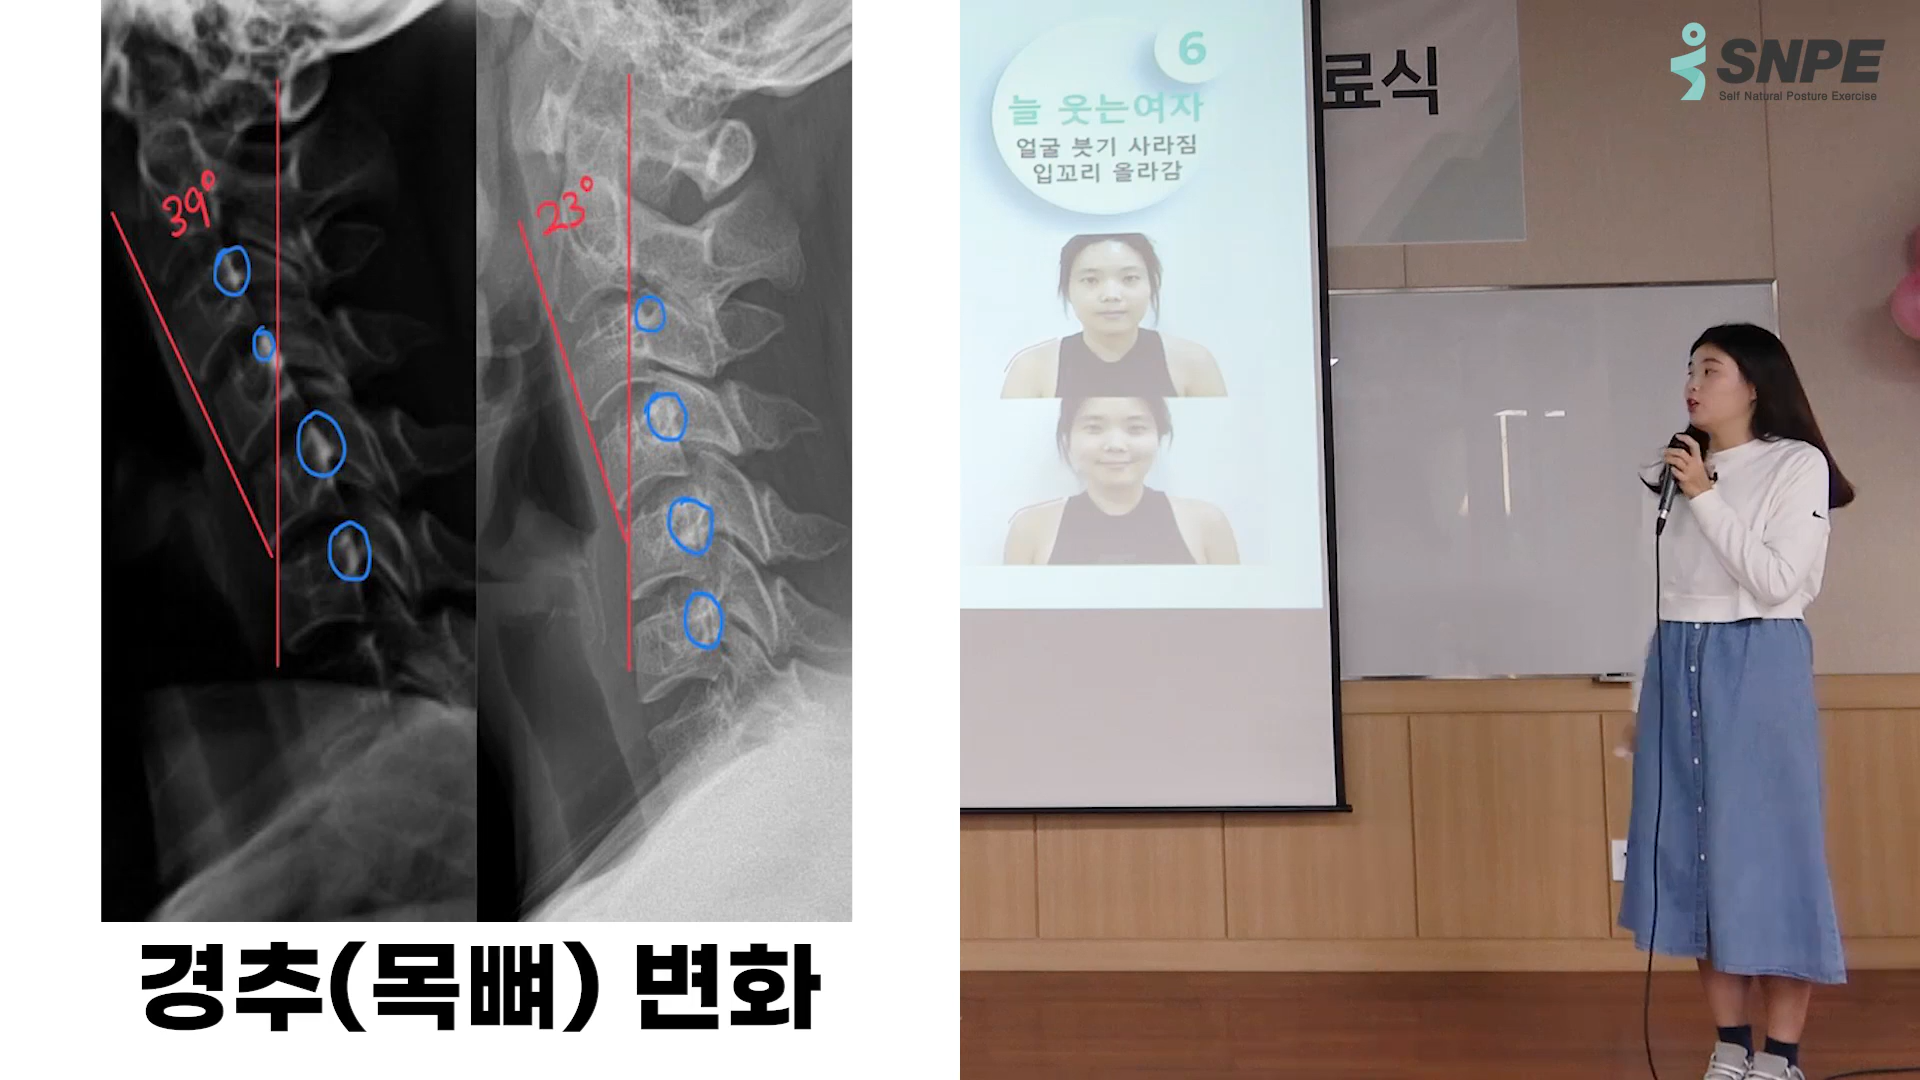 39°
23°
경추(목뼈) 변화
6
늘 웃는여자
얼굴 붓기 사라짐
입꼬리 올라감
료식
SNPE
Self Natural Posture Exercise